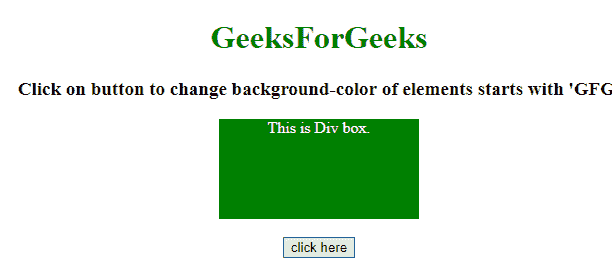 GeeksForGeeks
Click on button to change background-color of elements starts with 'GFG
This is Div box.
click here